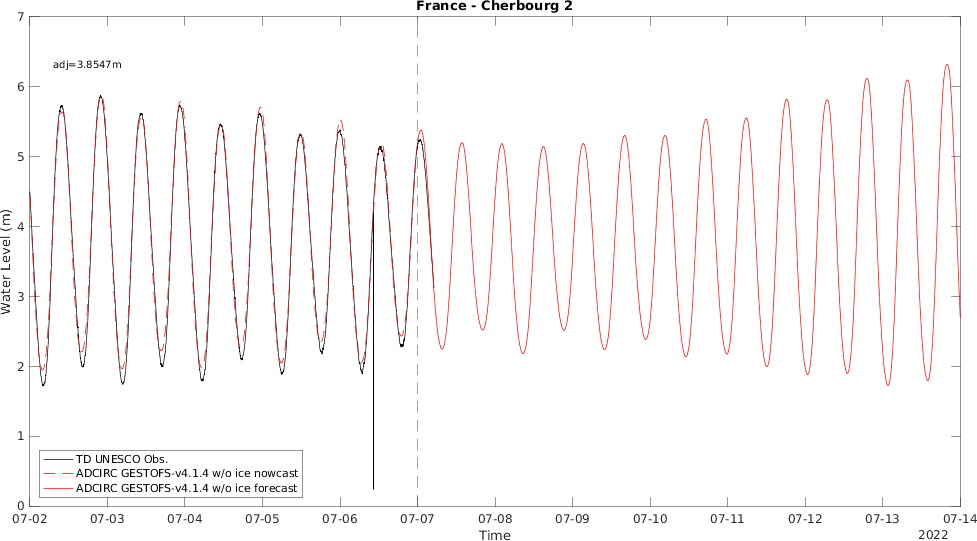 France - Cherbourg 2
adj=3.8547m
Water Level (m)
7
6
5
4
3
2
1
0
TD UNESCO Obs.
ADCIRC GESTOFS-v4.1.4 w/o ice nowcast
ADCIRC GESTOFS-v4.1.4 w/o ice forecast
07-02 07-03 07-04 07-05 07-06 07-07 07-08 07-09 07-10 07-11 07-12 07-13 07-14
Time
2022